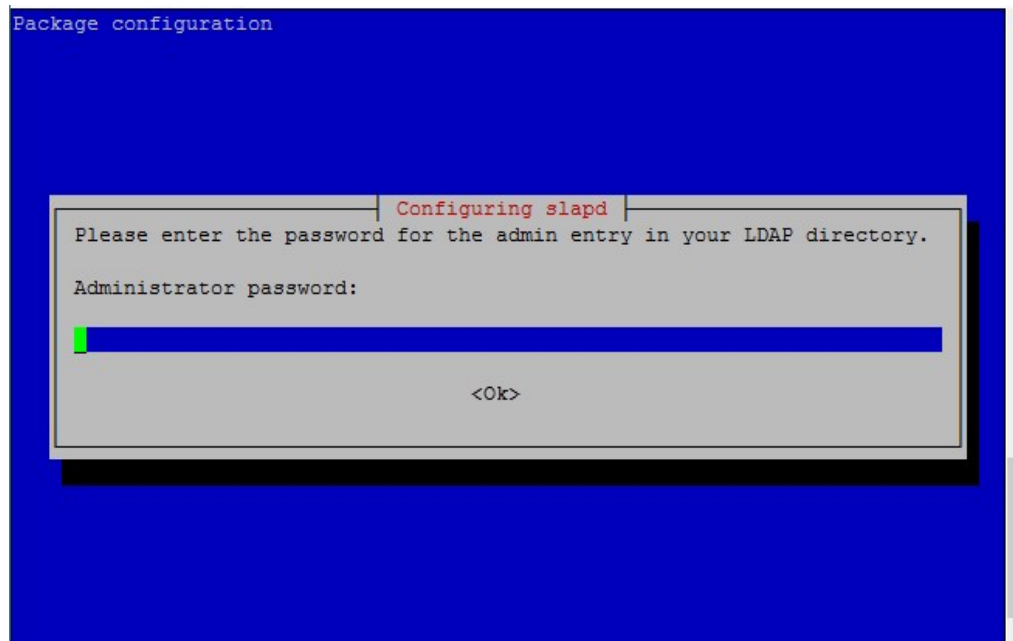 Package configuration
Configuring slapd
Please enter the password for the admin entry in your LDAP directory.
Administrator password:
<Ok>